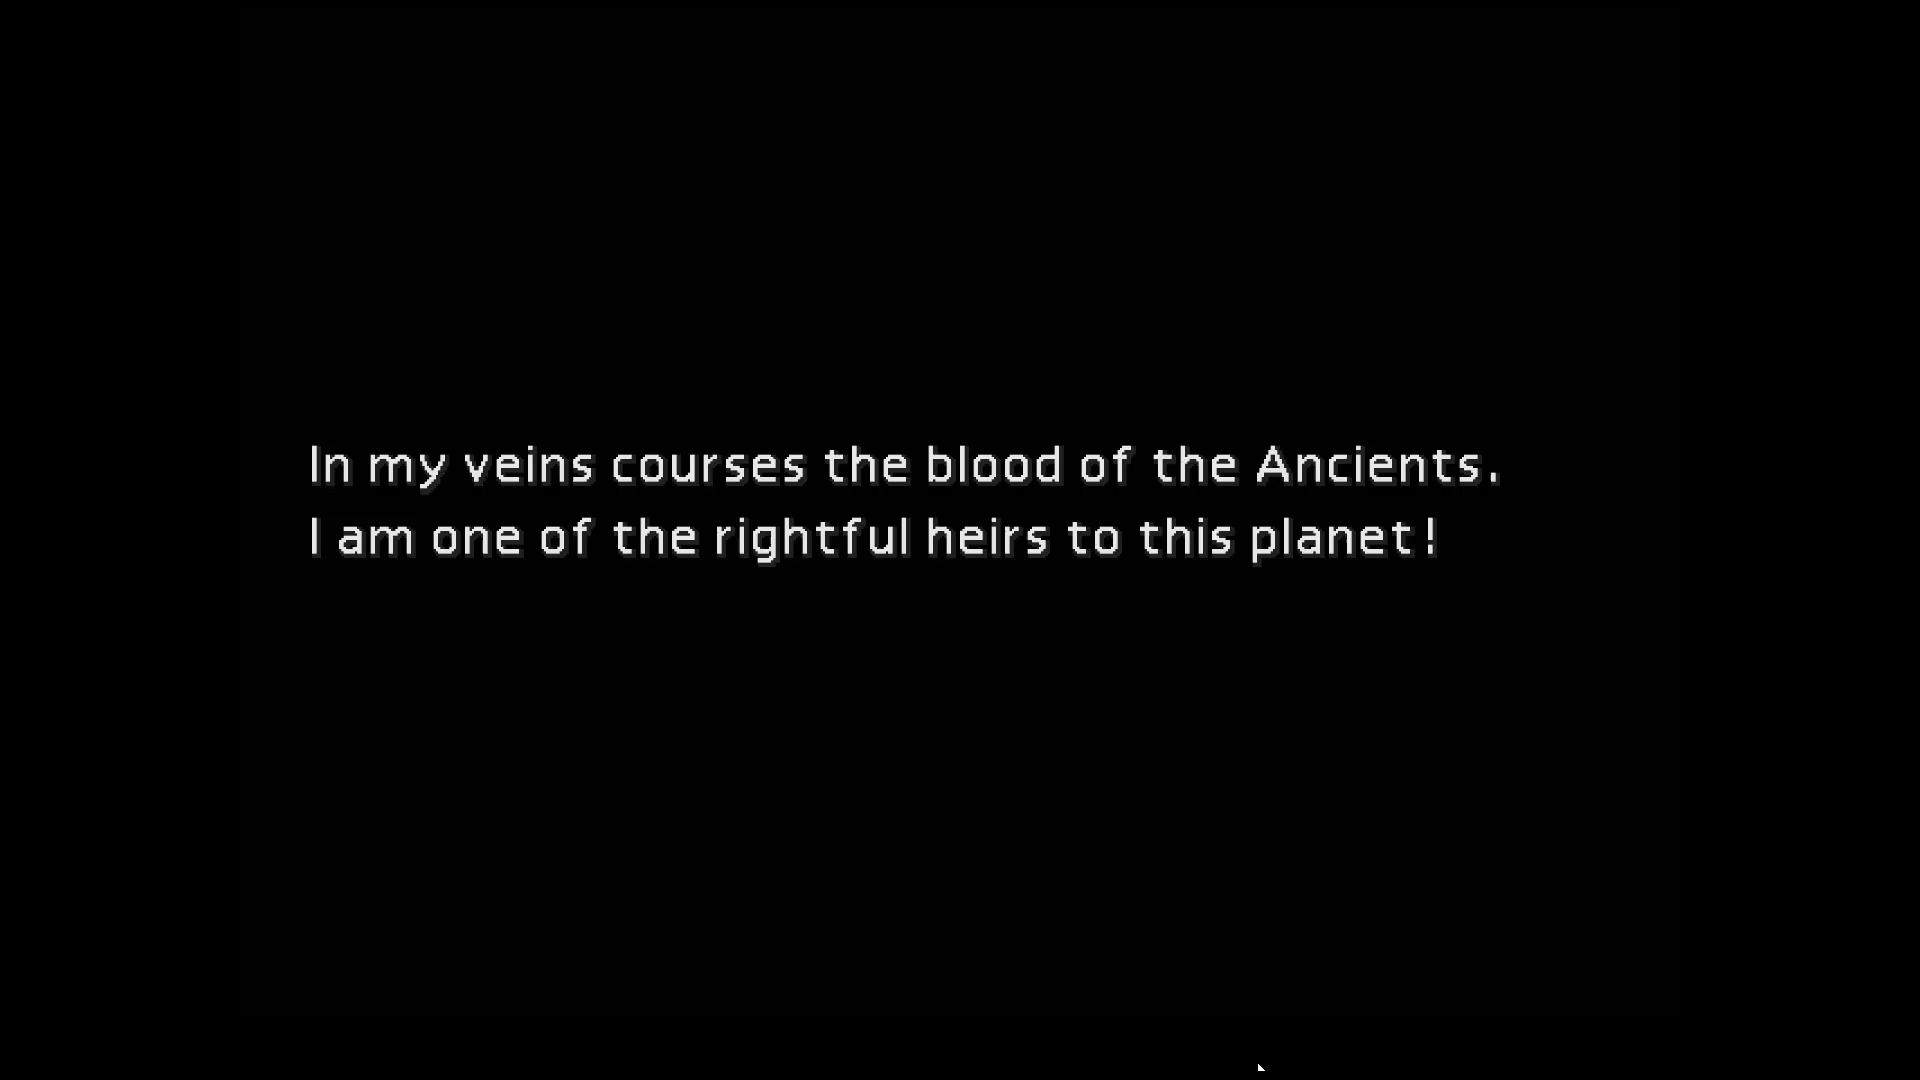 In my veins courses the blood of the Ancients.
I am one of the rightful heirs to this planet!